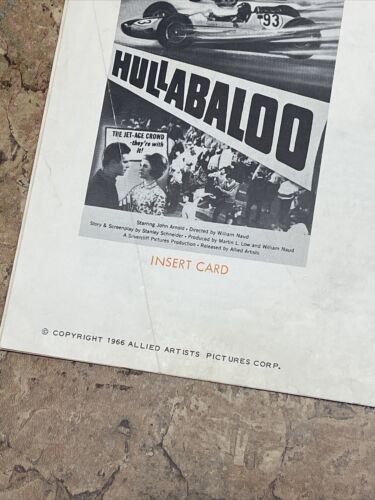 93
HULLABALOO
THE JET-AGE CROWD
-they're with
it!
Starring John Arnold • Directed by William Naud
Story & Screenplay by Stanley Schneider • Produced by Martin L. Low and William Naud
A Silvercliff Pictures Production • Released by Allied Artists
INSERT CARD
© COPYRIGHT 1966 ALLIED ARTISTS PICTURES CORP.